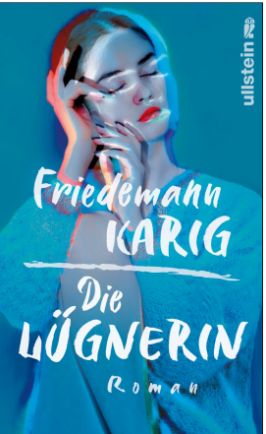 ullstein
Friedemann
KARIG
Die
LÜGNERIN
Roman